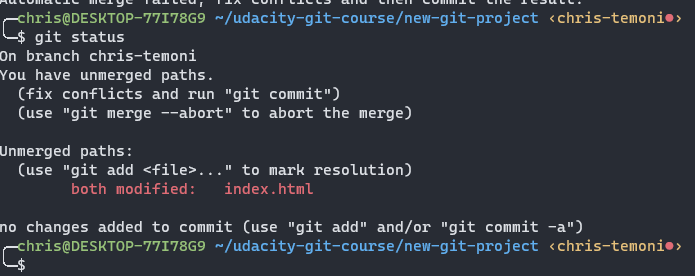 Automatic merge failed; fix conflicts and then commit the result.
chris@DESKTOP-77I78G9 ~/udacity-git-course/new-git-project ‹chris-temoni●›
$ git status
On branch chris-temoni
You have unmerged paths.
  (fix conflicts and run "git commit")
  (use "git merge --abort" to abort the merge)

Unmerged paths:
  (use "git add <file>..." to mark resolution)
        both modified:   index.html

no changes added to commit (use "git add" and/or "git commit -a")
chris@DESKTOP-77I78G9 ~/udacity-git-course/new-git-project ‹chris-temoni●›
$